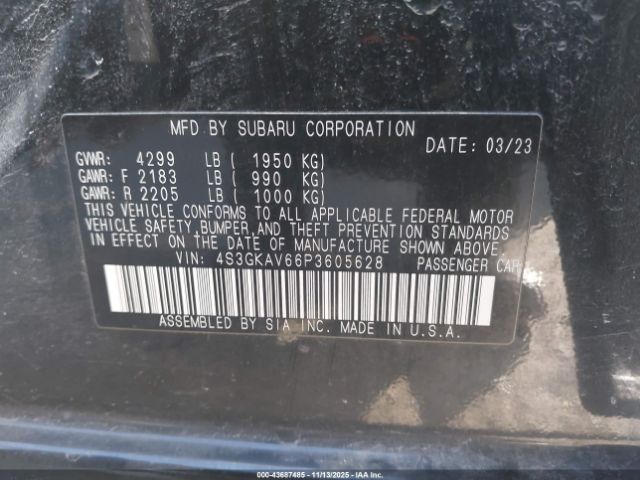 MFD BY SUBARU CORPORATION
DATE: 03/23
GVWR: 4299 LB ( 1950 KG)
GAWR: F 2183 LB ( 990 KG)
GAWR: R 2205 LB ( 1000 KG)
THIS VEHICLE CONFORMS TO ALL APPLICABLE FEDERAL MOTOR
VEHICLE SAFETY, BUMPER, AND THEFT PREVENTION STANDARDS
IN EFFECT ON THE DATE OF MANUFACTURE SHOWN ABOVE.
VIN: 4S3GKAV66P3605628 PASSENGER CAR
ASSEMBLED BY SIA INC. MADE IN U.S.A.
000-43687485 - 11/13/2025 - IAAI, Inc.